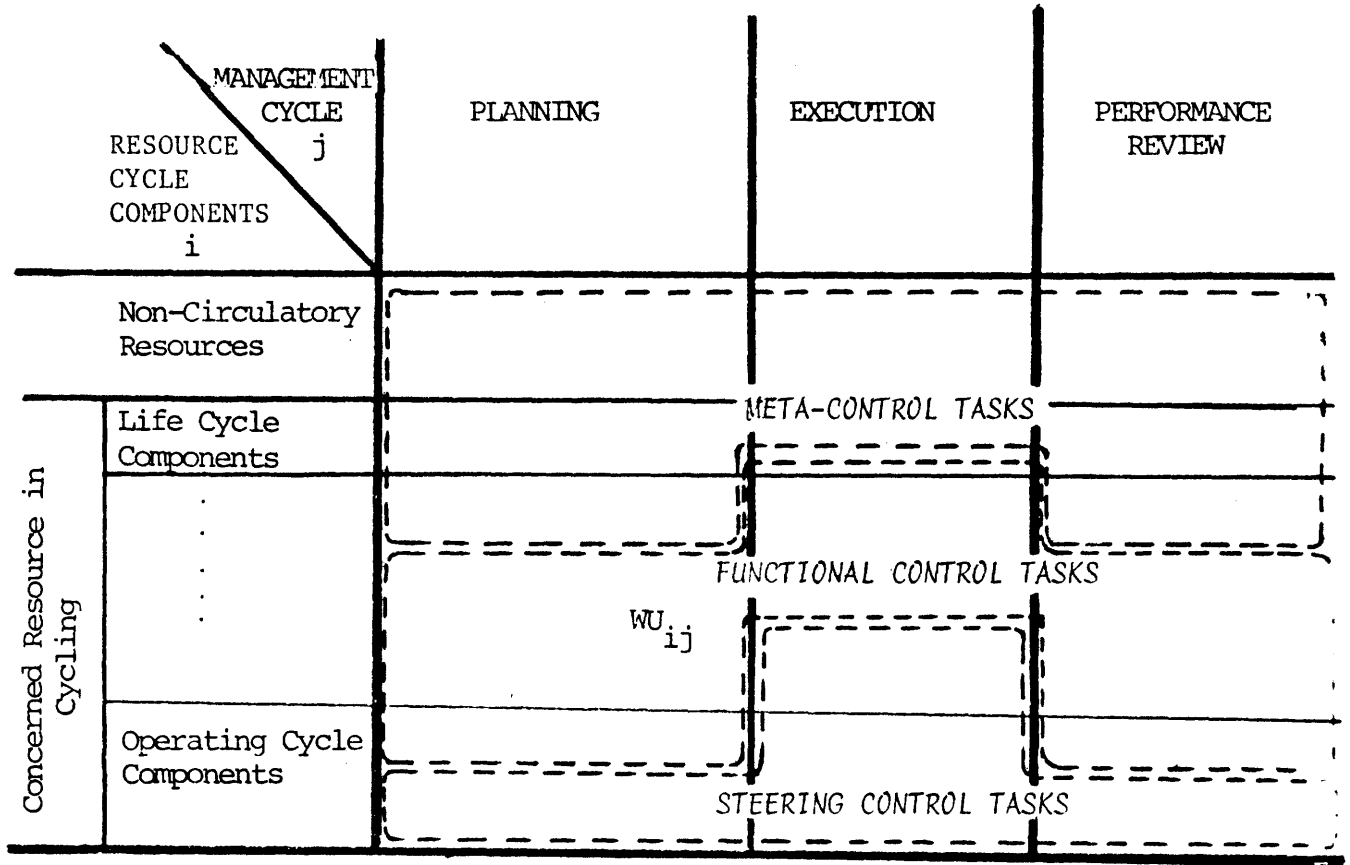 MANAGEMENT
CYCLE
j
RESOURCE
CYCLE
COMPONENTS
i
PLANNING
EXECUTION
PERFORMANCE
REVIEW
Non-Circulatory
Resources
Concerned Resource in
Cycling
Life Cycle
Components
META-CONTROL TASKS
FUNCTIONAL CONTROL TASKS
WUij
Operating Cycle
Components
STEERING CONTROL TASKS